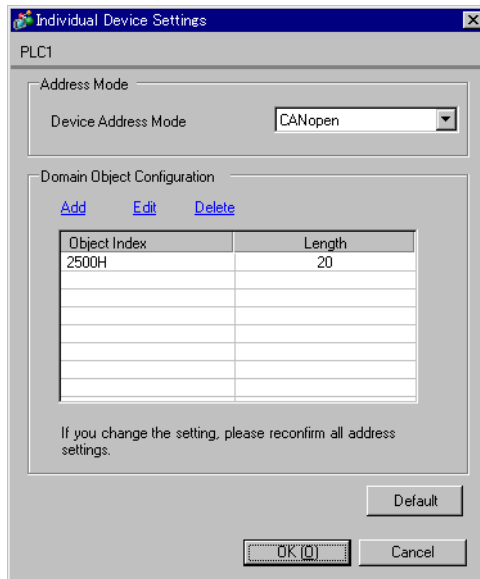 Individual Device Settings
PLC1
Address Mode
Device Address Mode CANopen
Domain Object Configuration
Add Edit Delete
Object Index Length
2500H 20
If you change the setting, please reconfirm all address
settings.
Default
OK (O) Cancel